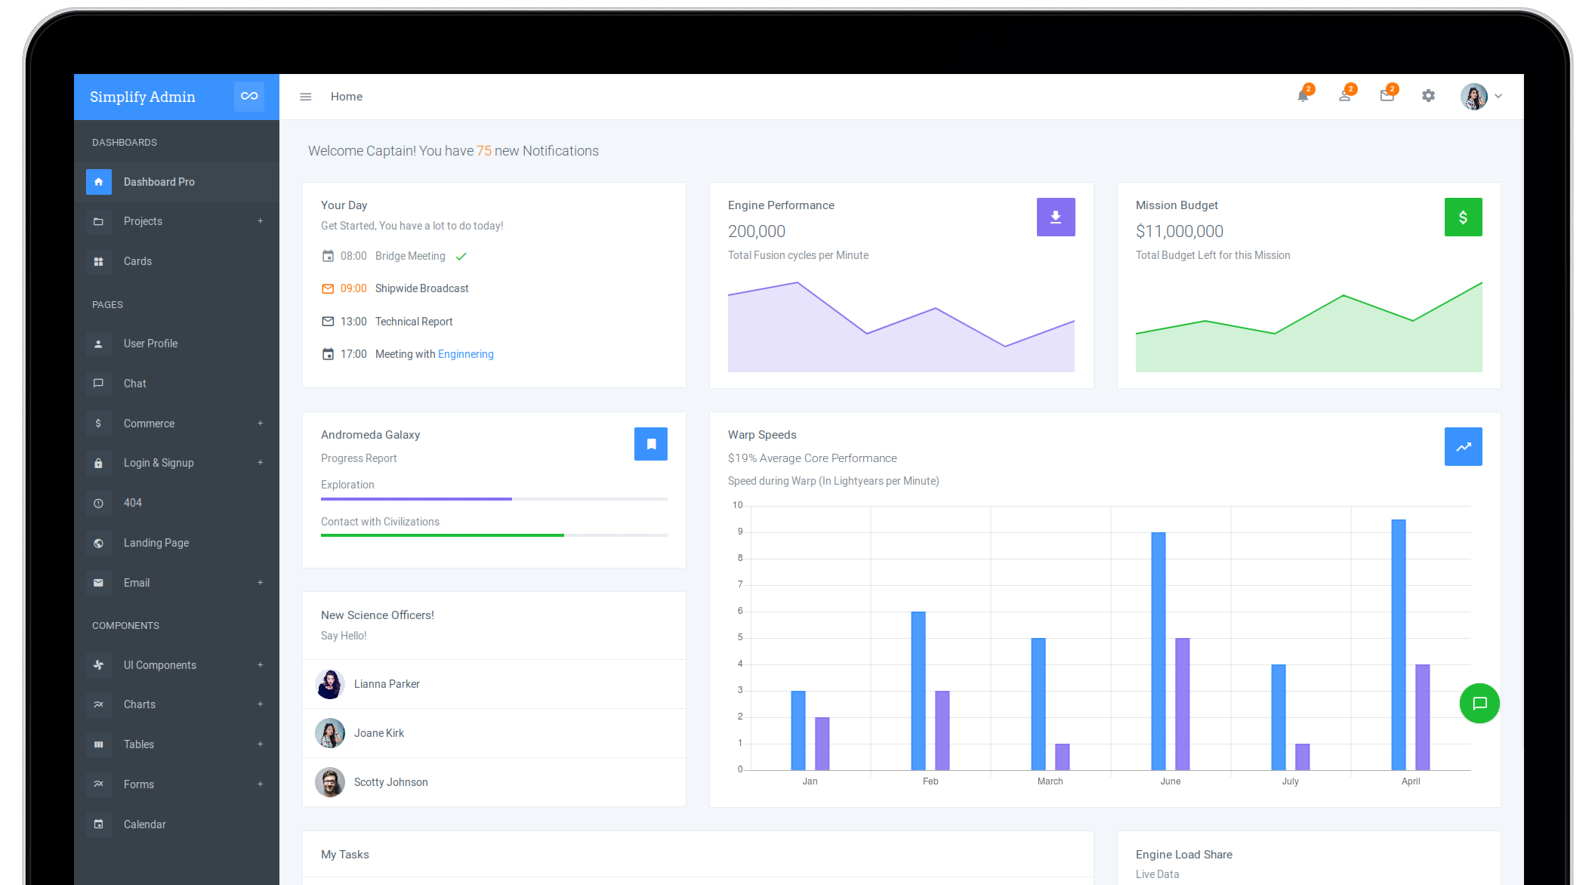 Simplify Admin
Home
2
2
2
DASHBOARDS
Dashboard Pro
Projects +
Cards
PAGES
User Profile
Chat
Commerce +
Login & Signup +
404
Landing Page
Email +
COMPONENTS
UI Components +
Charts +
Tables +
Forms +
Calendar
Welcome Captain! You have 75 new Notifications
Your Day
Get Started, You have a lot to do today!
08:00 Bridge Meeting
09:00 Shipwide Broadcast
13:00 Technical Report
17:00 Meeting with Enginnering
Engine Performance
200,000
Total Fusion cycles per Minute
Mission Budget
$11,000,000
Total Budget Left for this Mission
$
Andromeda Galaxy
Progress Report
Exploration
Contact with Civilizations
New Science Officers!
Say Hello!
Lianna Parker
Joane Kirk
Scotty Johnson
Warp Speeds
$19% Average Core Performance
Speed during Warp (In Lightyears per Minute)
10
9
8
7
6
5
4
3
2
1
0
Jan Feb March June July April
My Tasks
Engine Load Share
Live Data